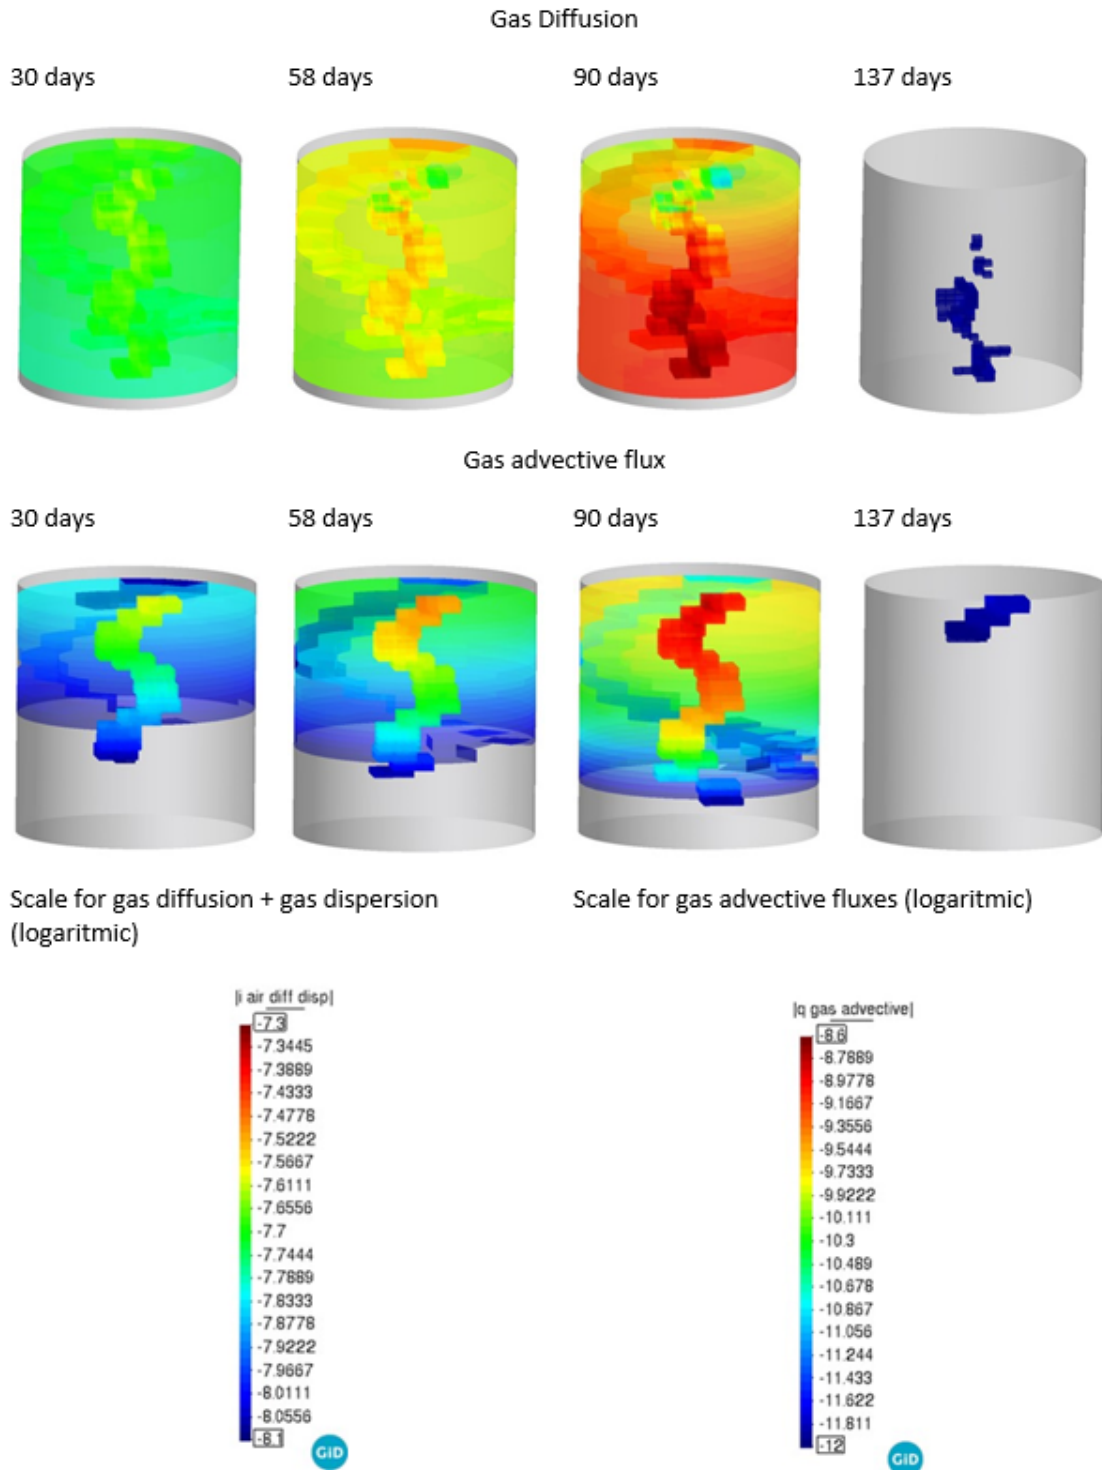 Gas Diffusion
30 days
58 days
90 days
137 days
Gas advective flux
30 days
58 days
90 days
137 days
Scale for gas diffusion + gas dispersion
(logaritmic)
Scale for gas advective fluxes (logaritmic)
|i air diff disp|
-7.3
-7.3445
-7.3889
-7.4333
-7.4778
-7.5222
-7.5667
-7.6111
-7.6556
-7.7
-7.7444
-7.7889
-7.8333
-7.8778
-7.9222
-7.9667
-8.0111
-8.0556
-8.1
GiD
|q gas advective|
-8.6
-8.7889
-8.9778
-9.1667
-9.3556
-9.5444
-9.7333
-9.9222
-10.111
-10.3
-10.489
-10.678
-10.867
-11.056
-11.244
-11.433
-11.622
-11.811
-12
GiD